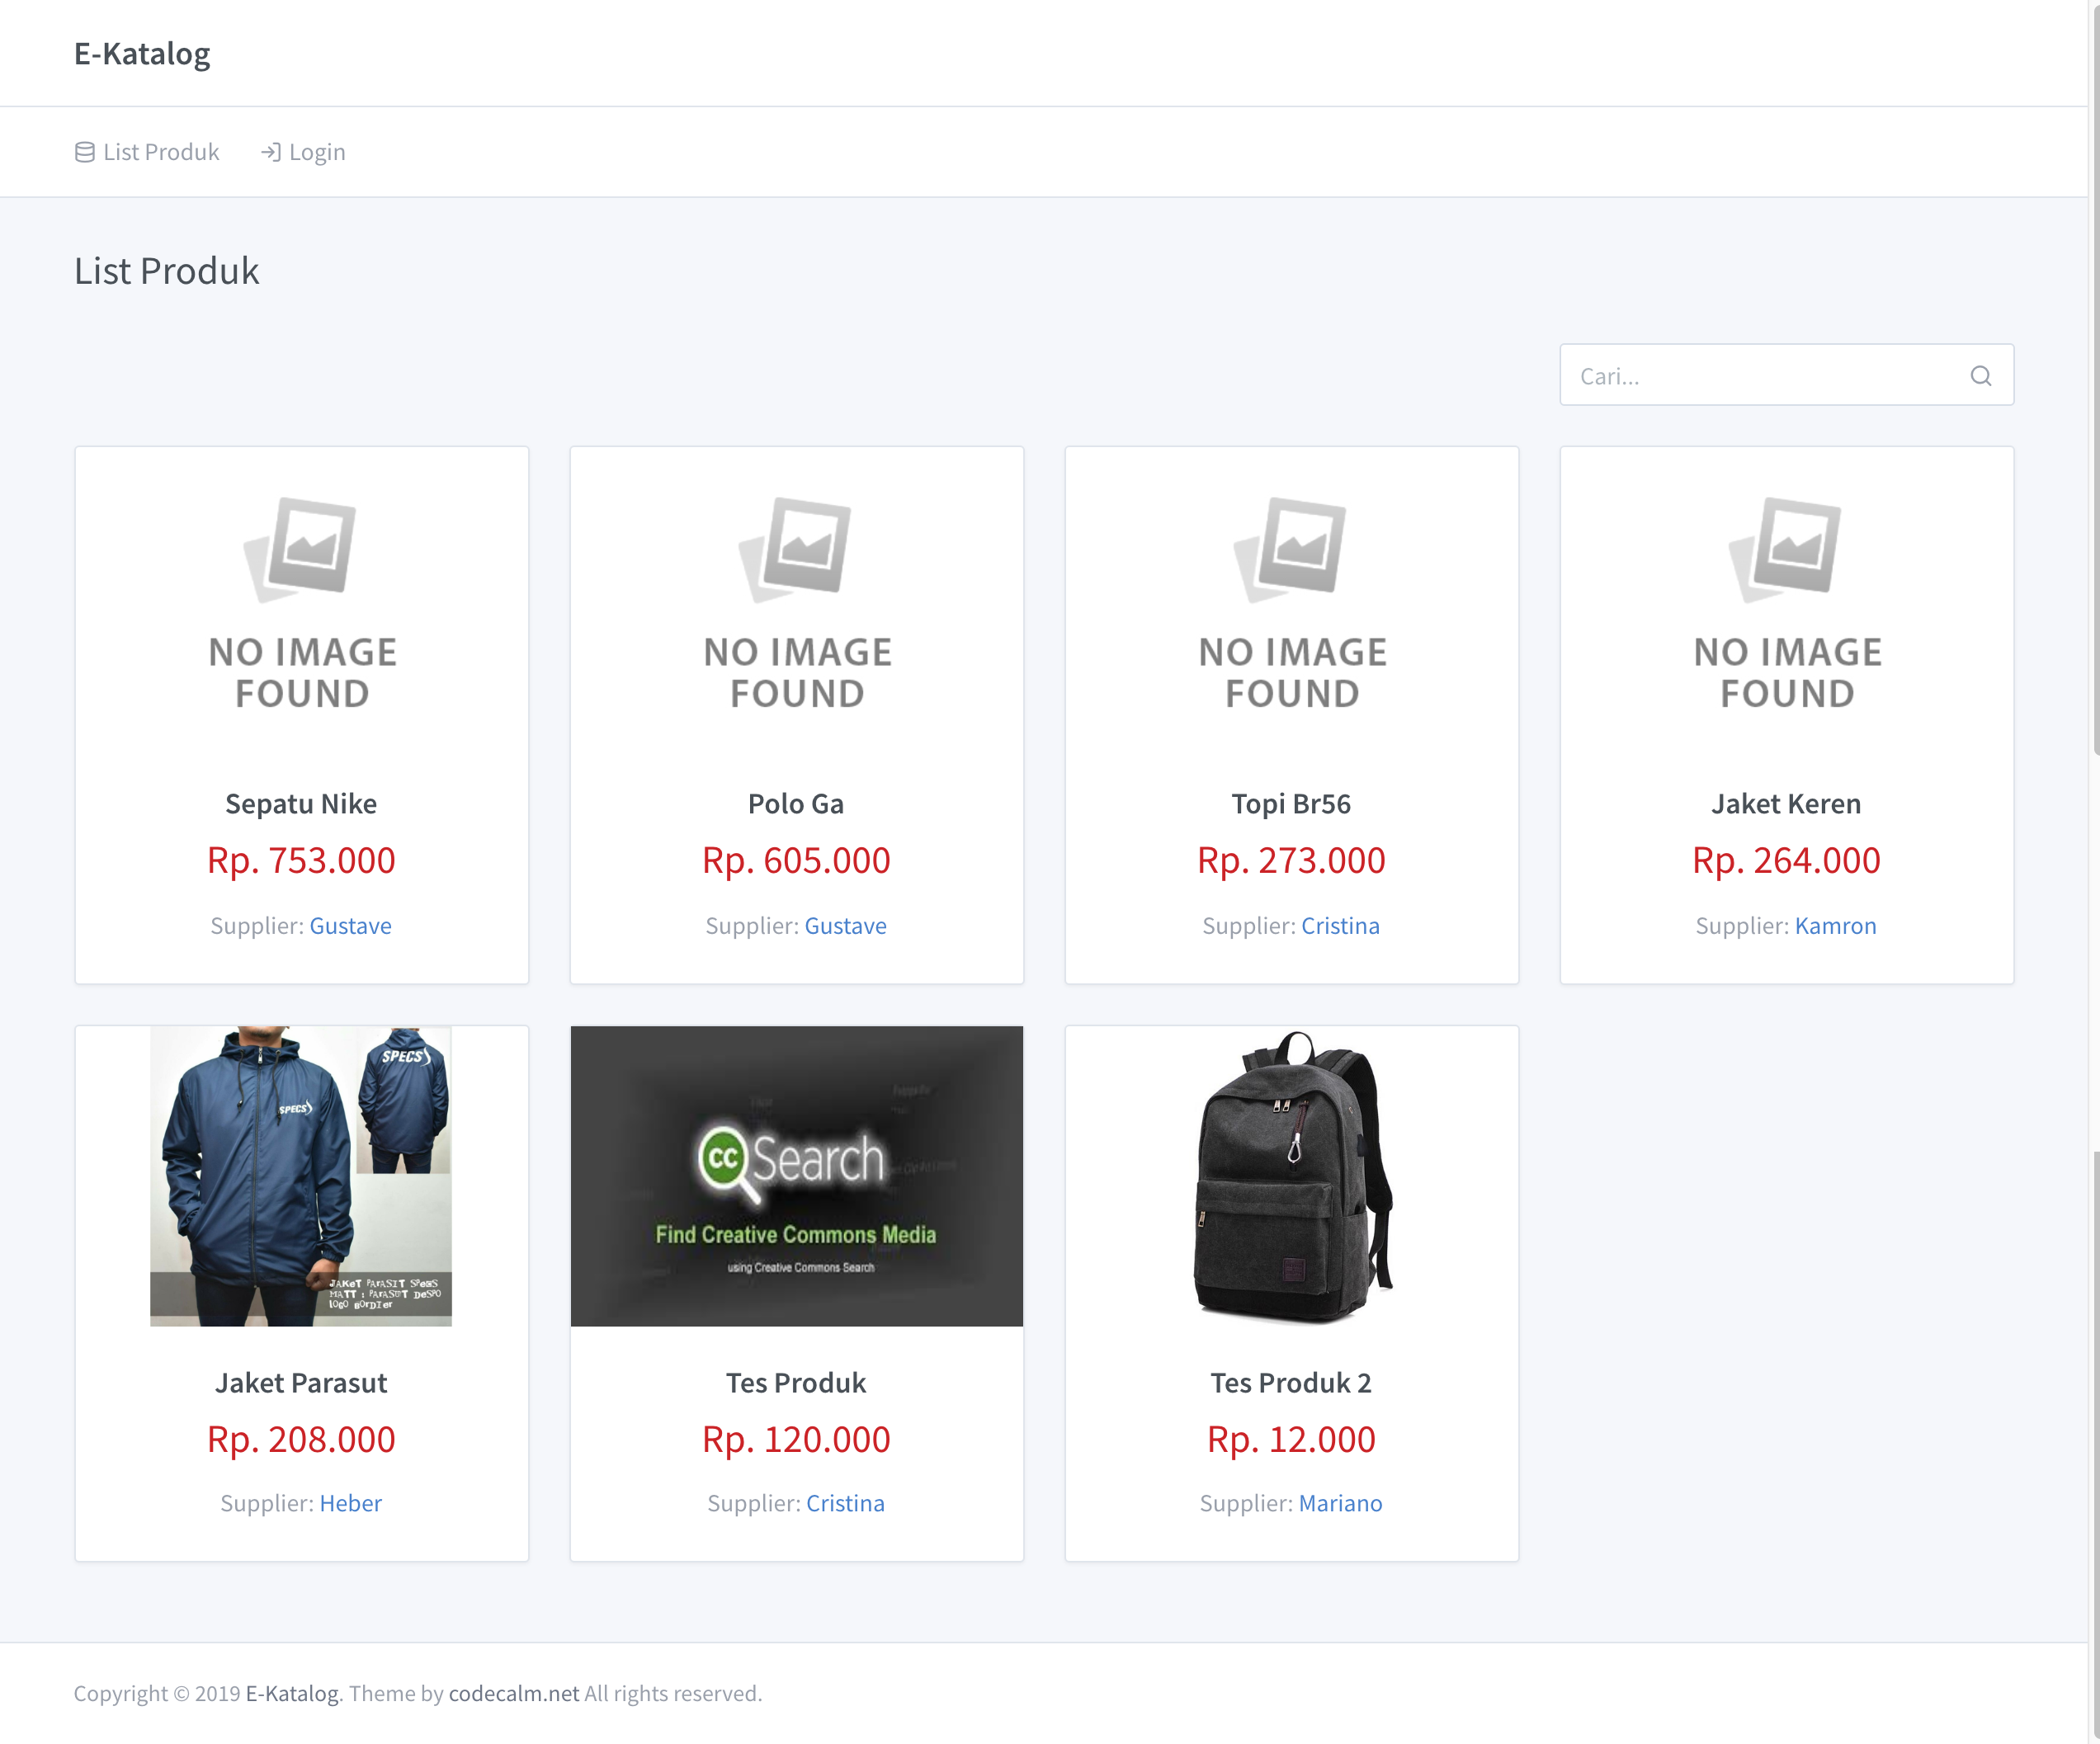 E-Katalog
List Produk
Login
List Produk
Cari...
NO IMAGE
FOUND
Sepatu Nike
Rp. 753.000
Supplier: Gustave
NO IMAGE
FOUND
Polo Ga
Rp. 605.000
Supplier: Gustave
NO IMAGE
FOUND
Topi Br56
Rp. 273.000
Supplier: Cristina
NO IMAGE
FOUND
Jaket Keren
Rp. 264.000
Supplier: Kamron
SPECS
SPECS
JAKET PARASIT SPECS
MATT : PARASUT DESPO
LOGO BORDIER
Jaket Parasut
Rp. 208.000
Supplier: Heber
cc Search
Find Creative Commons Media
using Creative Commons Search
Tes Produk
Rp. 120.000
Supplier: Cristina
Tes Produk 2
Rp. 12.000
Supplier: Mariano
Copyright © 2019 E-Katalog. Theme by codecalm.net All rights reserved.